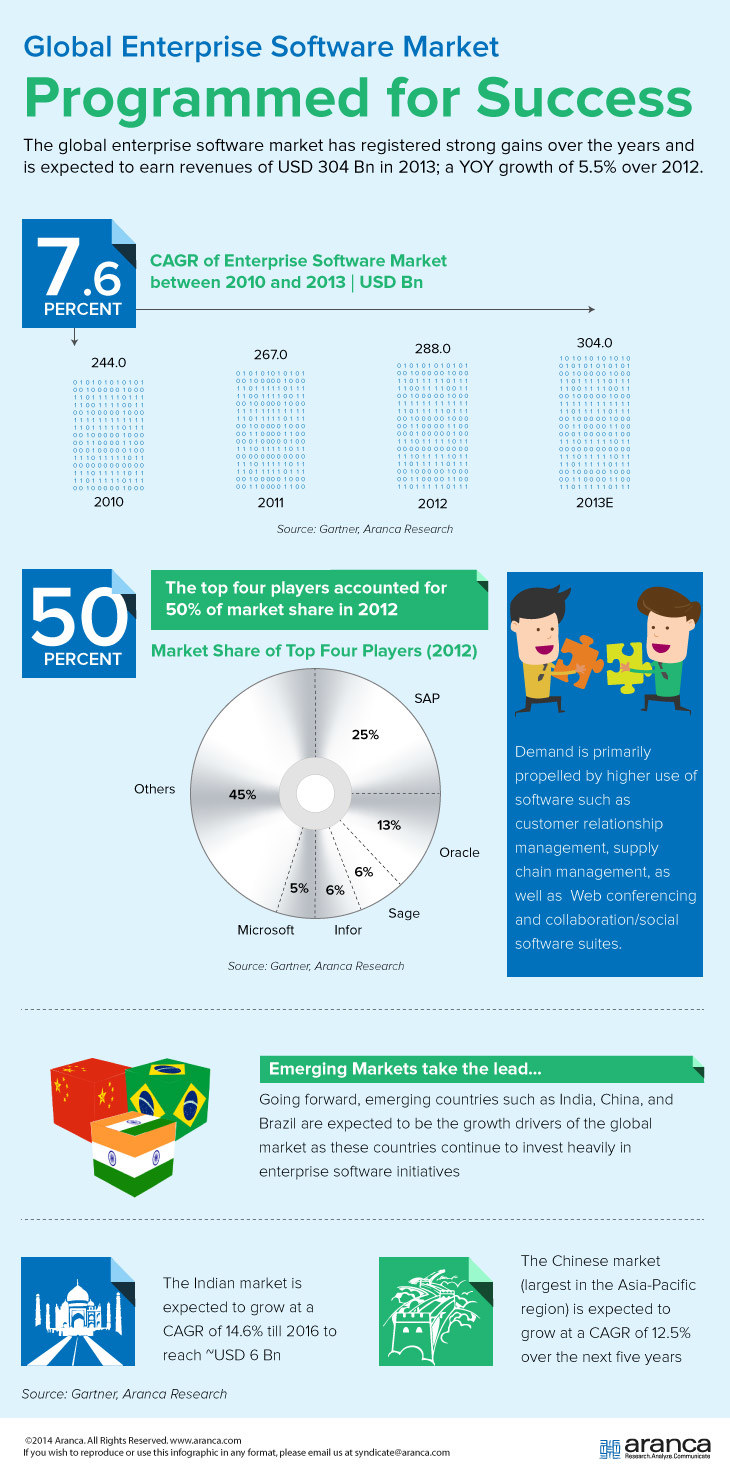 Global Enterprise Software Market
Programmed for Success
The global enterprise software market has registered strong gains over the years and
is expected to earn revenues of USD 304 Bn in 2013; a YOY growth of 5.5% over 2012.
7.6
PERCENT
CAGR of Enterprise Software Market
between 2010 and 2013 | USD Bn
244.0
267.0
288.0
304.0
2010
2011
2012
2013E
Source: Gartner, Aranca Research
50
PERCENT
The top four players accounted for
50% of market share in 2012
Market Share of Top Four Players (2012)
SAP
25%
Others
45%
13%
Oracle
6%
Sage
6%
Infor
5%
Microsoft
Source: Gartner, Aranca Research
Demand is primarily
propelled by higher use of
software such as
customer relationship
management, supply
chain management, as
well as Web conferencing
and collaboration/social
software suites.
Emerging Markets take the lead...
Going forward, emerging countries such as India, China, and
Brazil are expected to be the growth drivers of the global
market as these countries continue to invest heavily in
enterprise software initiatives
The Indian market is
expected to grow at a
CAGR of 14.6% till 2016 to
reach ~USD 6 Bn
The Chinese market
(largest in the Asia-Pacific
region) is expected to
grow at a CAGR of 12.5%
over the next five years
Source: Gartner, Aranca Research
©2014 Aranca. All Rights Reserved. www.aranca.com
If you wish to reproduce or use this infographic in any format, please email us at syndicate@aranca.com
aranca
Research.Analyze.Communicate